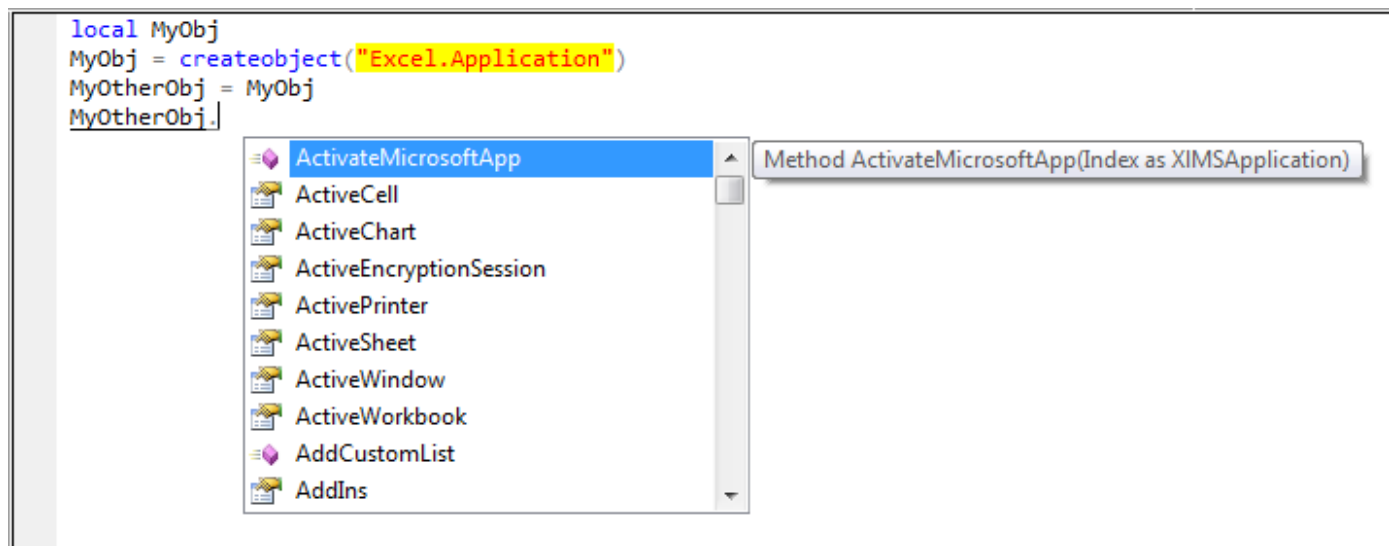 local MyObj
MyObj = createobject("Excel.Application")
MyOtherObj = MyObj
MyOtherObj.
ActivateMicrosoftApp
Method ActivateMicrosoftApp(Index as XlMSApplication)
ActiveCell
ActiveChart
ActiveEncryptionSession
ActivePrinter
ActiveSheet
ActiveWindow
ActiveWorkbook
AddCustomList
AddIns